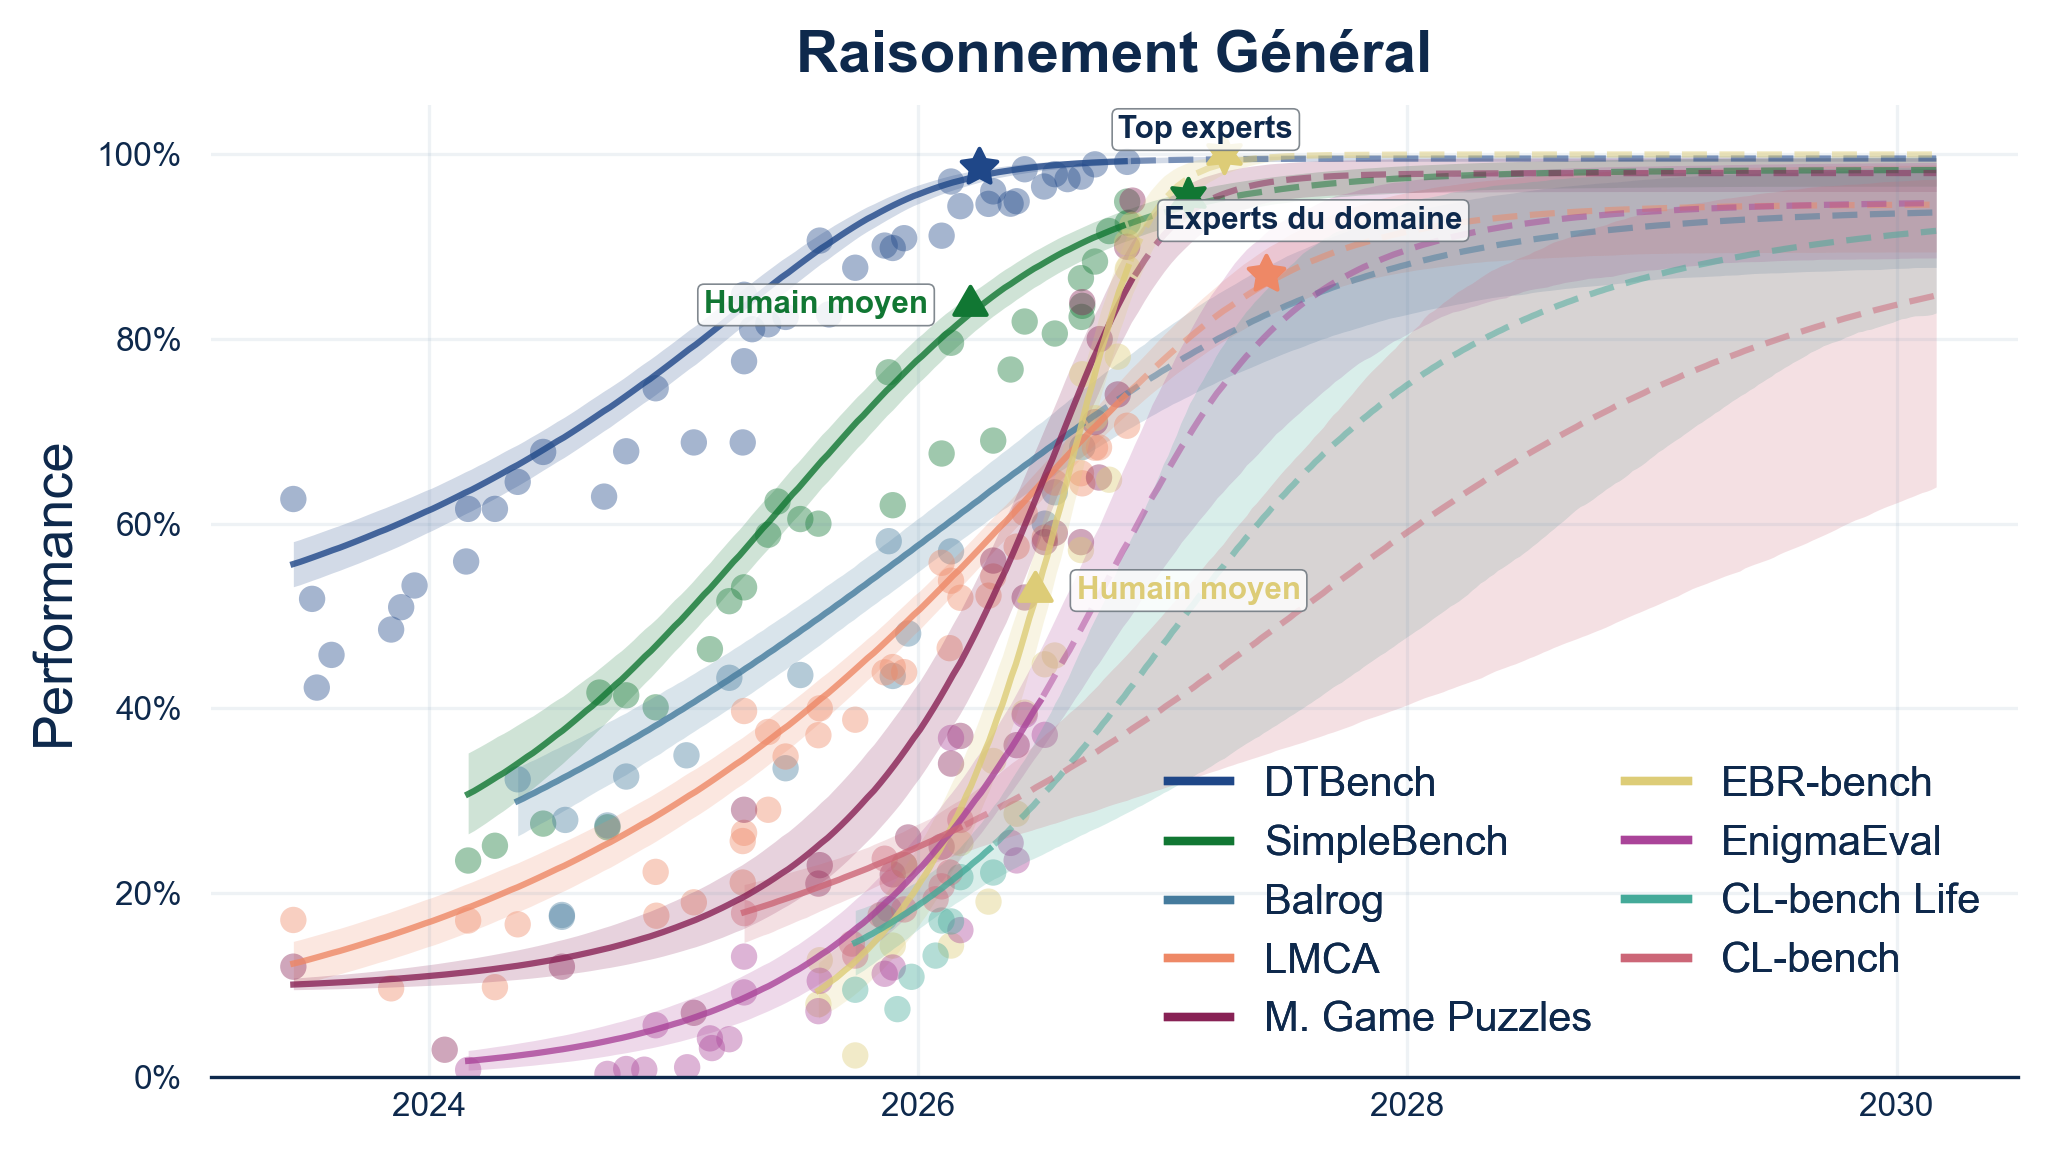 Raisonnement Général
Performance
100%
80%
60%
40%
20%
0%
2024
2026
2028
2030
Top experts
Experts du domaine
Humain moyen
Humain moyen
DTBench
SimpleBench
Balrog
LMCA
M. Game Puzzles
EBR-bench
EnigmaEval
CL-bench Life
CL-bench